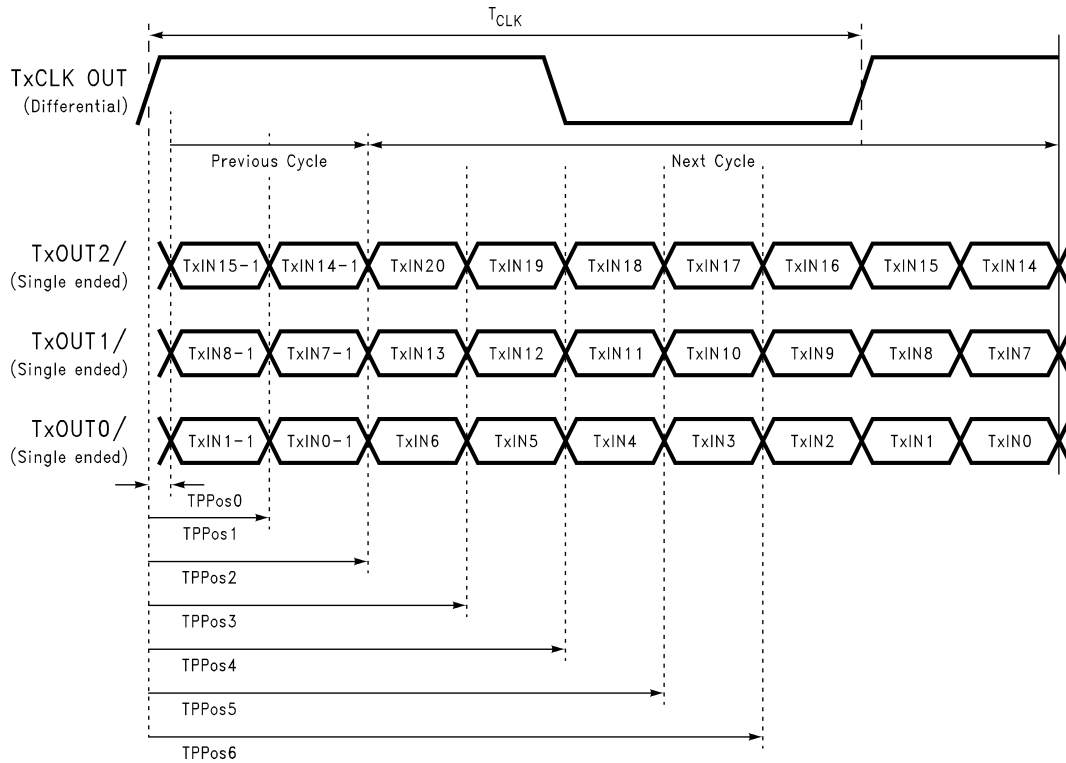 TCLK
TxCLK OUT
(Differential)
Previous Cycle
Next Cycle
TxOUT2/
(Single ended)
TxIN15-1 TxIN14-1 TxIN20 TxIN19 TxIN18 TxIN17 TxIN16 TxIN15 TxIN14
TxOUT1/
(Single ended)
TxIN8-1 TxIN7-1 TxIN13 TxIN12 TxIN11 TxIN10 TxIN9 TxIN8 TxIN7
TxOUT0/
(Single ended)
TxIN1-1 TxIN0-1 TxIN6 TxIN5 TxIN4 TxIN3 TxIN2 TxIN1 TxIN0
TPPos0
TPPos1
TPPos2
TPPos3
TPPos4
TPPos5
TPPos6